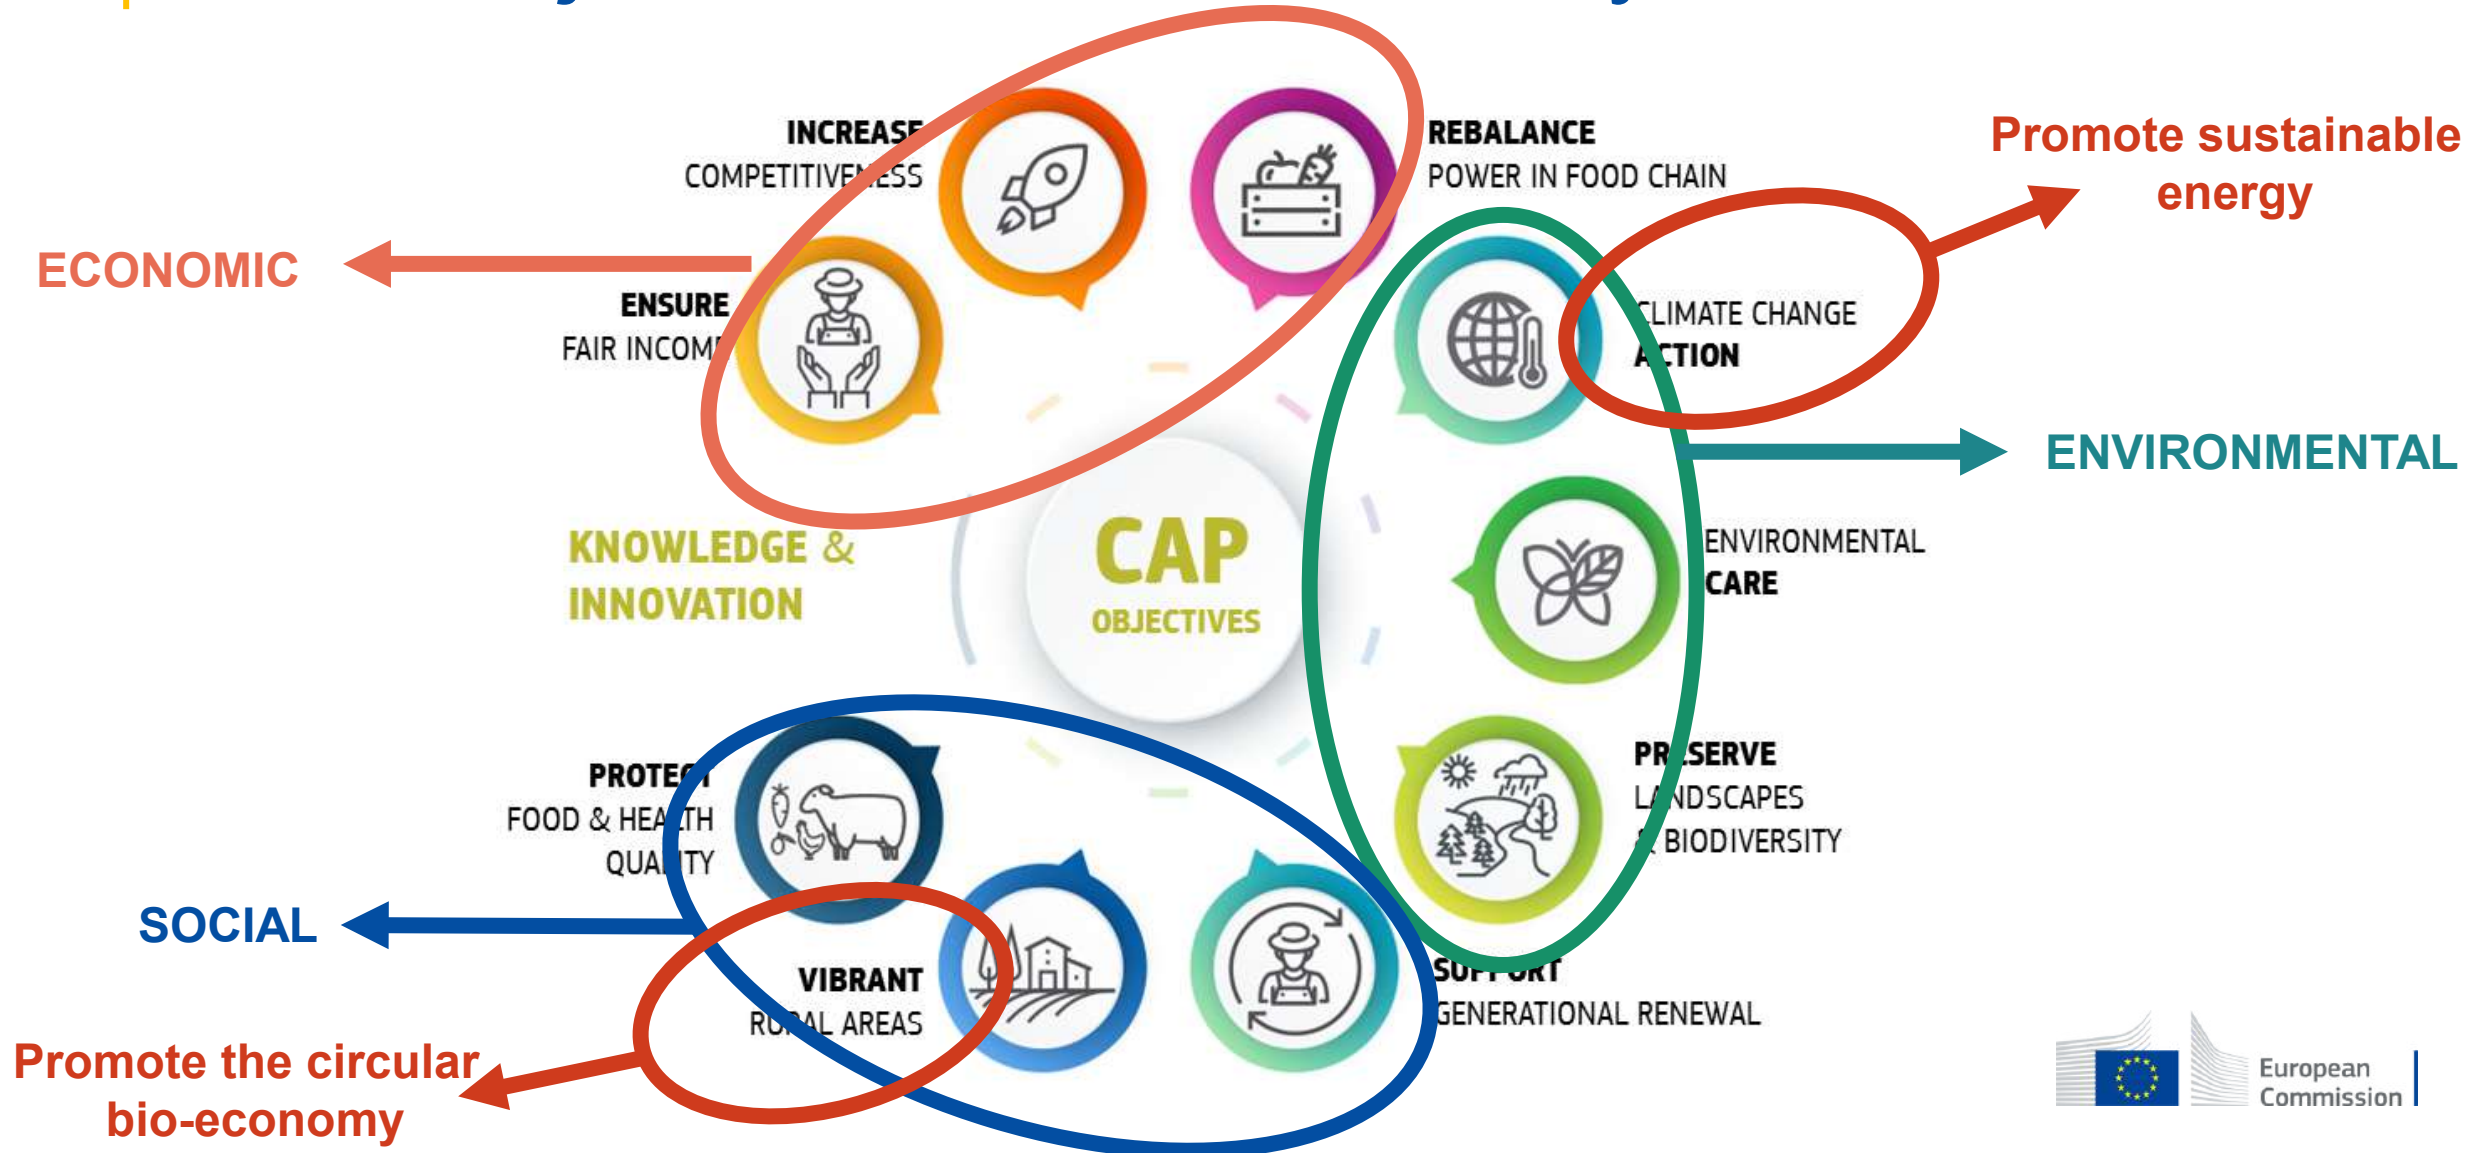 INCREASE
COMPETITIVENESS
REBALANCE
POWER IN FOOD CHAIN
Promote sustainable
energy
ECONOMIC
ENSURE
FAIR INCOME
CLIMATE CHANGE
ACTION
ENVIRONMENTAL
KNOWLEDGE &
INNOVATION
CAP
OBJECTIVES
ENVIRONMENTAL
CARE
PROTECT
FOOD & HEALTH
QUALITY
PRESERVE
LANDSCAPES
& BIODIVERSITY
SOCIAL
VIBRANT
RURAL AREAS
SUPPORT
GENERATIONAL RENEWAL
Promote the circular
bio-economy
European
Commission